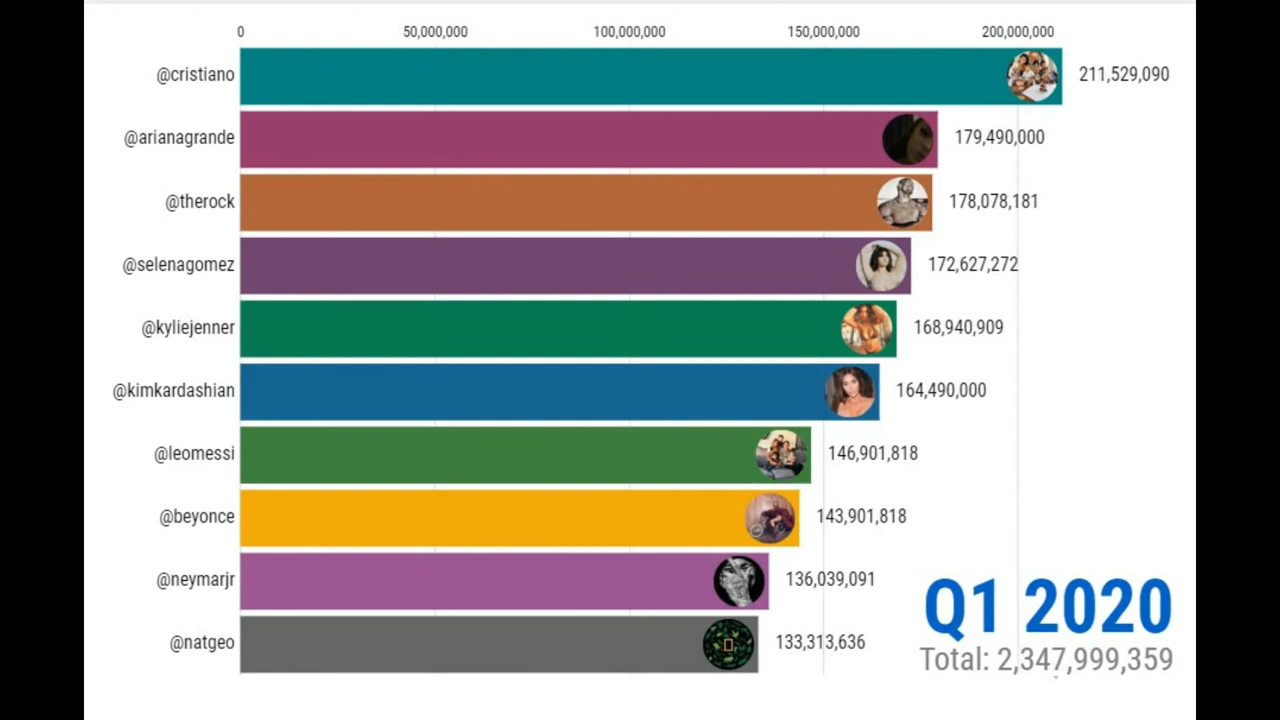 0 50,000,000 100,000,000 150,000,000 200,000,000
@cristiano 211,529,090
@arianagrande 179,490,000
@therock 178,078,181
@selenagomez 172,627,272
@kyliejenner 168,940,909
@kimkardashian 164,490,000
@leomessi 146,901,818
@beyonce 143,901,818
@neymarjr 136,039,091
@natgeo 133,313,636
Q1 2020
Total: 2,347,999,359